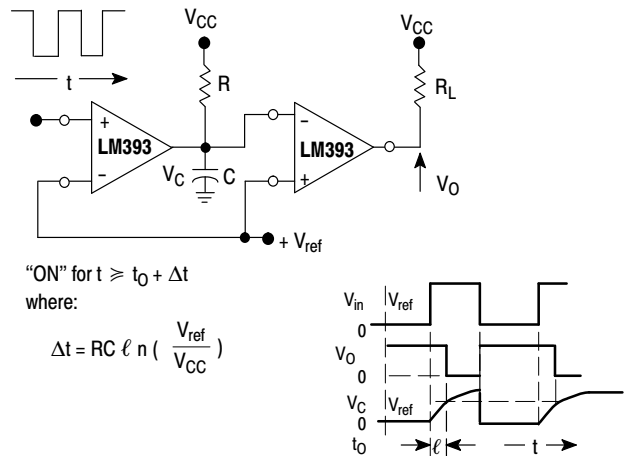 V_CC
V_CC
R
R_L
t
+
LM393
−
−
LM393
+
V_C
C
V_O
+ V_ref
“ON” for t ⩾ t_O + Δt
where:
Δt = RC ℓ n ( V_ref / V_CC )
V_in
V_ref
0
V_O
0
V_C
V_ref
0
t_O
ℓ
t